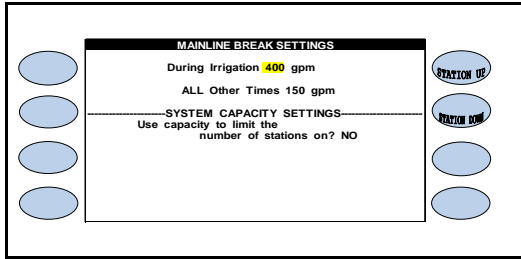 MAINLINE BREAK SETTINGS
During Irrigation 400 gpm
ALL Other Times 150 gpm
------------------------SYSTEM CAPACITY SETTINGS------------------------
Use capacity to limit the
number of stations on? NO
STATION UP
STATION DOWN